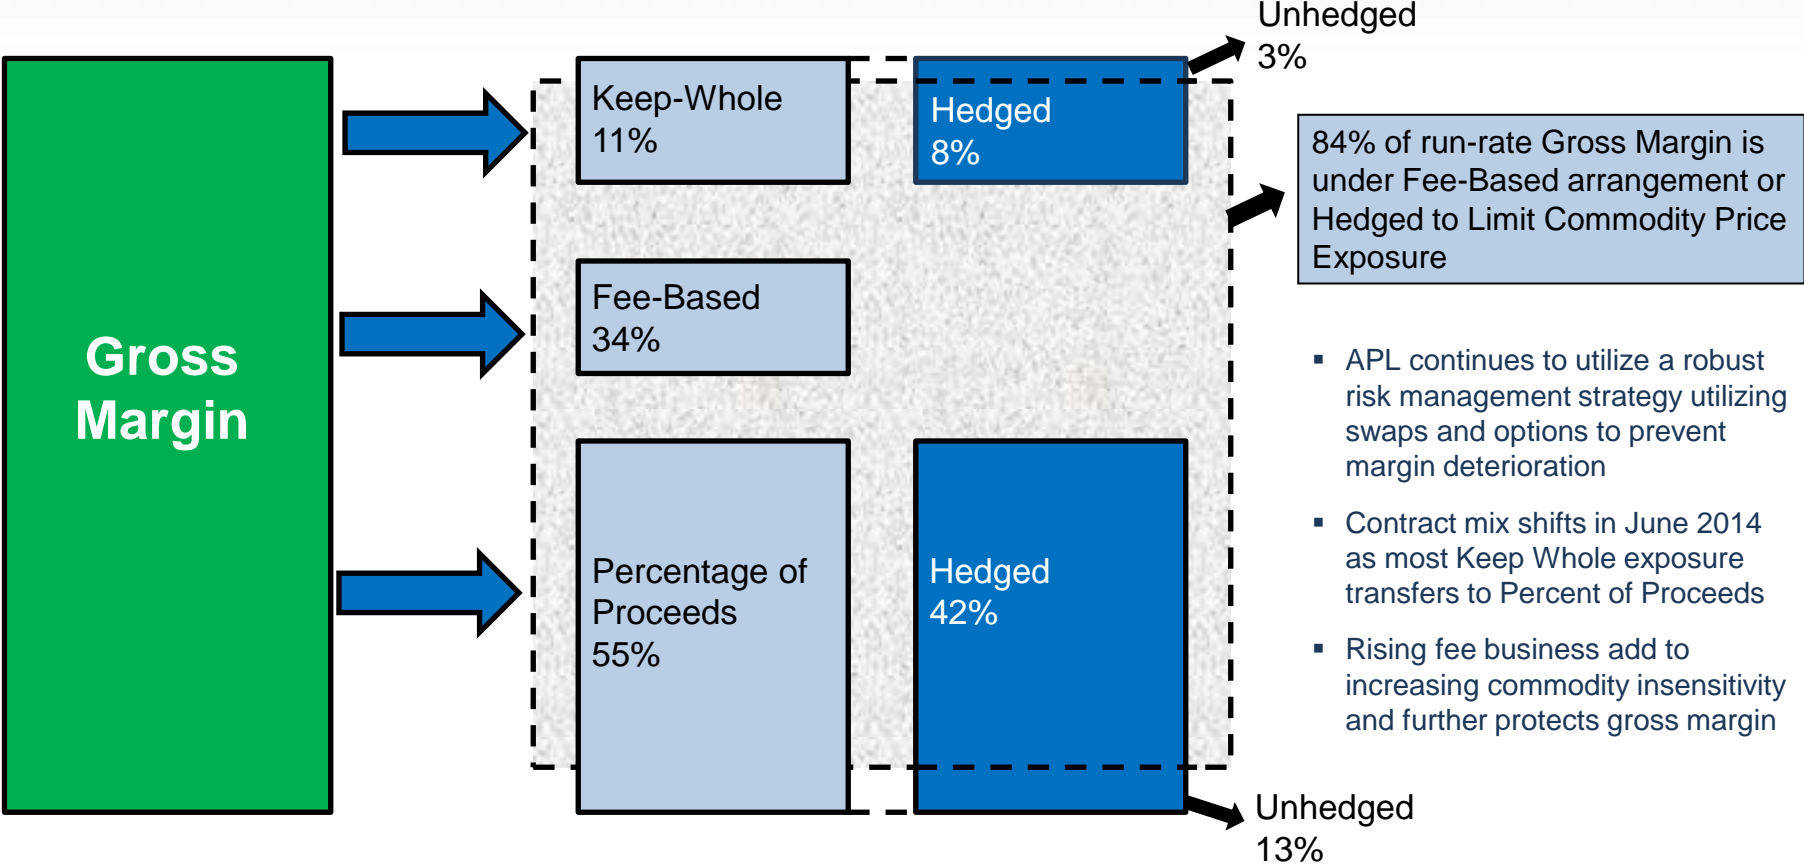 Gross
Margin
Keep-Whole
11%
Fee-Based
34%
Percentage of
Proceeds
55%
Hedged
8%
Hedged
42%
Unhedged
3%
Unhedged
13%
84% of run-rate Gross Margin is
under Fee-Based arrangement or
Hedged to Limit Commodity Price
Exposure
▪ APL continues to utilize a robust
risk management strategy utilizing
swaps and options to prevent
margin deterioration
▪ Contract mix shifts in June 2014
as most Keep Whole exposure
transfers to Percent of Proceeds
▪ Rising fee business add to
increasing commodity insensitivity
and further protects gross margin